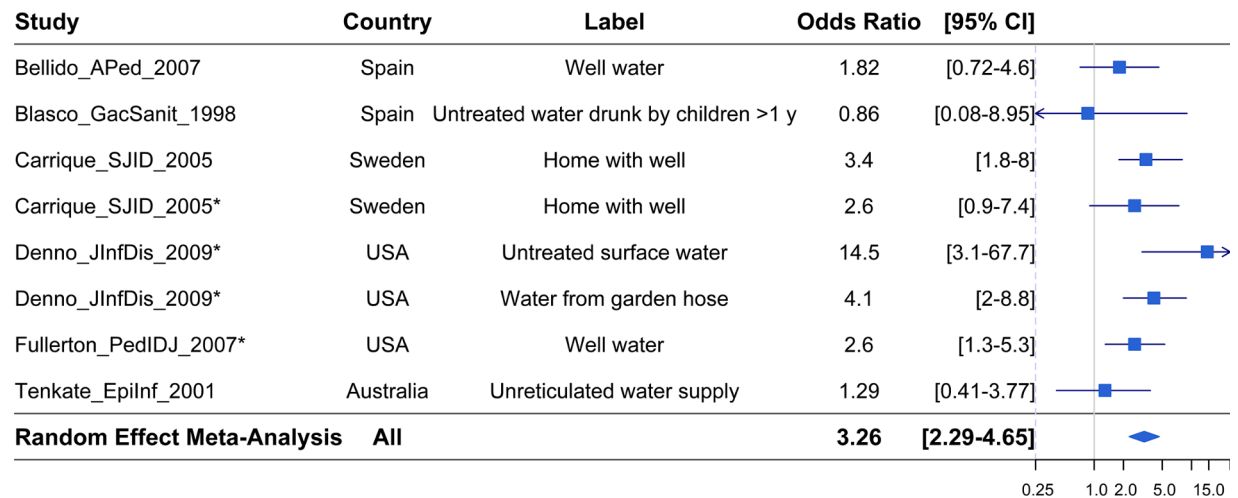 Study Country Label Odds Ratio [95% CI]
Bellido_APed_2007 Spain Well water 1.82 [0.72-4.6]
Blasco_GacSanit_1998 Spain Untreated water drunk by children >1 y 0.86 [0.08-8.95]
Carrique_SJID_2005 Sweden Home with well 3.4 [1.8-8]
Carrique_SJID_2005* Sweden Home with well 2.6 [0.9-7.4]
Denno_JInfDis_2009* USA Untreated surface water 14.5 [3.1-67.7]
Denno_JInfDis_2009* USA Water from garden hose 4.1 [2-8.8]
Fullerton_PedIDJ_2007* USA Well water 2.6 [1.3-5.3]
Tenkate_EpiInf_2001 Australia Unreticulated water supply 1.29 [0.41-3.77]
Random Effect Meta-Analysis All 3.26 [2.29-4.65]
0.25 1.0 2.0 5.0 15.0